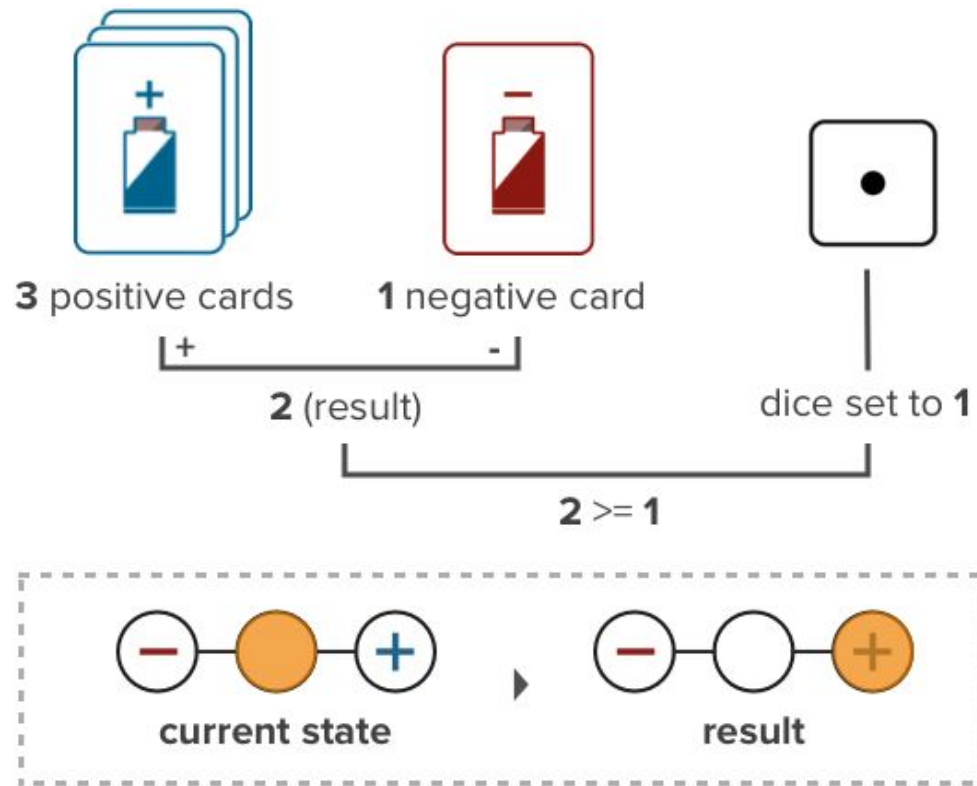 + −
3 positive cards 1 negative card
+ -
2 (result)
dice set to 1
2 >= 1
− + − +
current state result